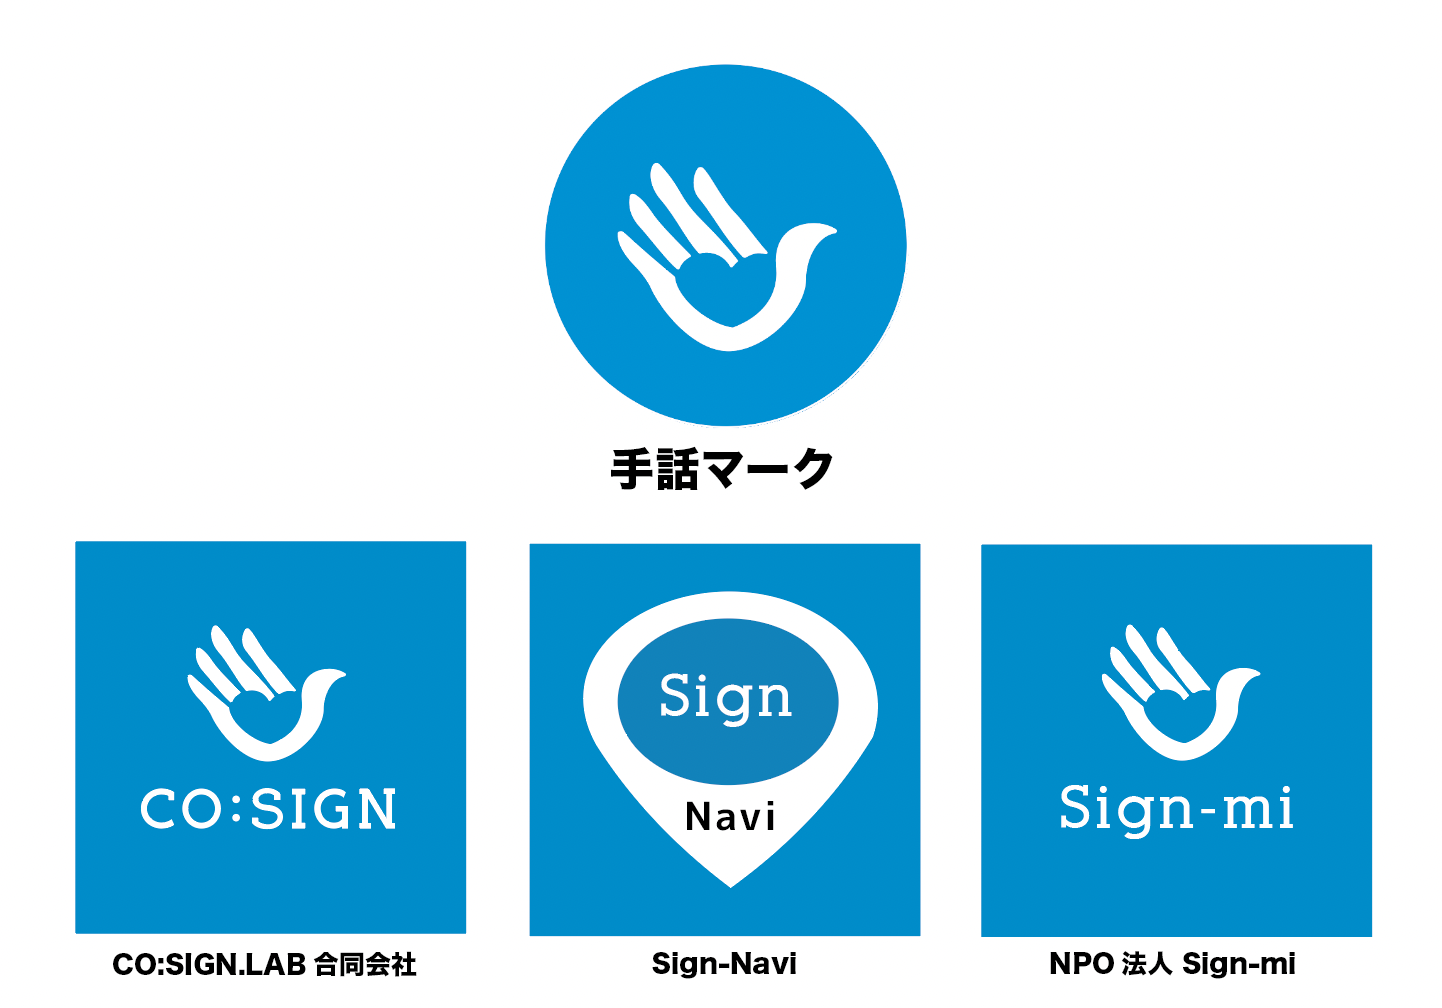 手話マーク
CO:SIGN
Sign
Navi
Sign-mi
CO:SIGN.LAB 合同会社
Sign-Navi
NPO 法人 Sign-mi